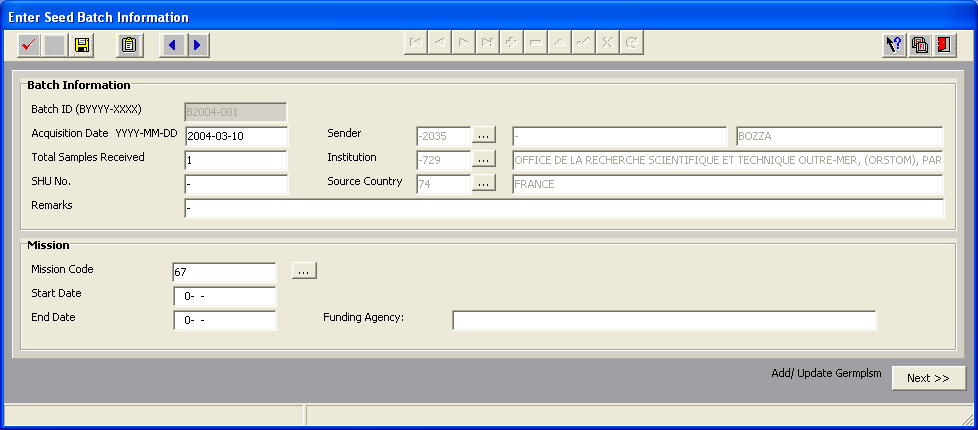 Enter Seed Batch Information
Batch Information
Batch ID (BYYYY-XXXX) B2004-001
Acquisition Date YYYY-MM-DD 2004-03-10 Sender -2035 ... - BOZZA
Total Samples Received 1 Institution -729 ... OFFICE DE LA RECHERCHE SCIENTIFIQUE ET TECHNIQUE OUTRE-MER, (ORSTOM), PAR
SHU No. - Source Country 74 ... FRANCE
Remarks -
Mission
Mission Code 67 ...
Start Date 0- -
End Date 0- - Funding Agency:
Add/ Update Germplsm Next >>